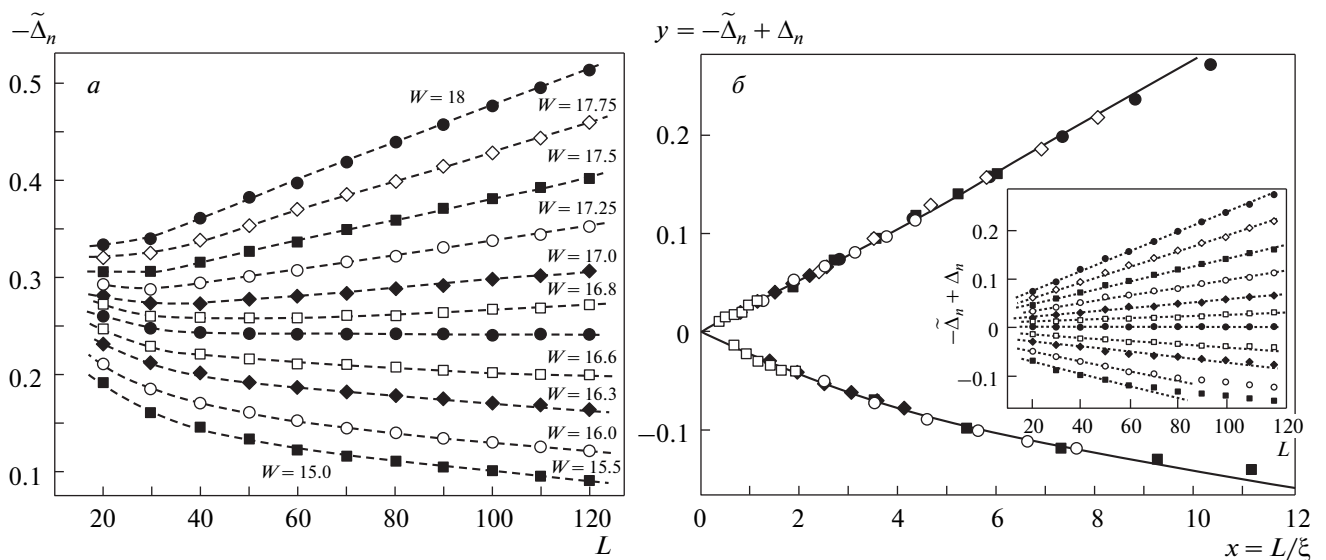 −Δ̃ₙ
0.5
0.4
0.3
0.2
0.1
а
W = 18
W = 17.75
W = 17.5
W = 17.25
W = 17.0
W = 16.8
W = 16.6
W = 16.3
W = 16.0
W = 15.5
W = 15.0
20 40 60 80 100 120
L
y = −Δ̃ₙ + Δₙ
б
0.2
0.1
0
−0.1
0 2 4 6 8 10 12
x = L/ξ
−Δ̃ₙ + Δₙ
0.2
0.1
0
−0.1
20 40 60 80 100 120
L